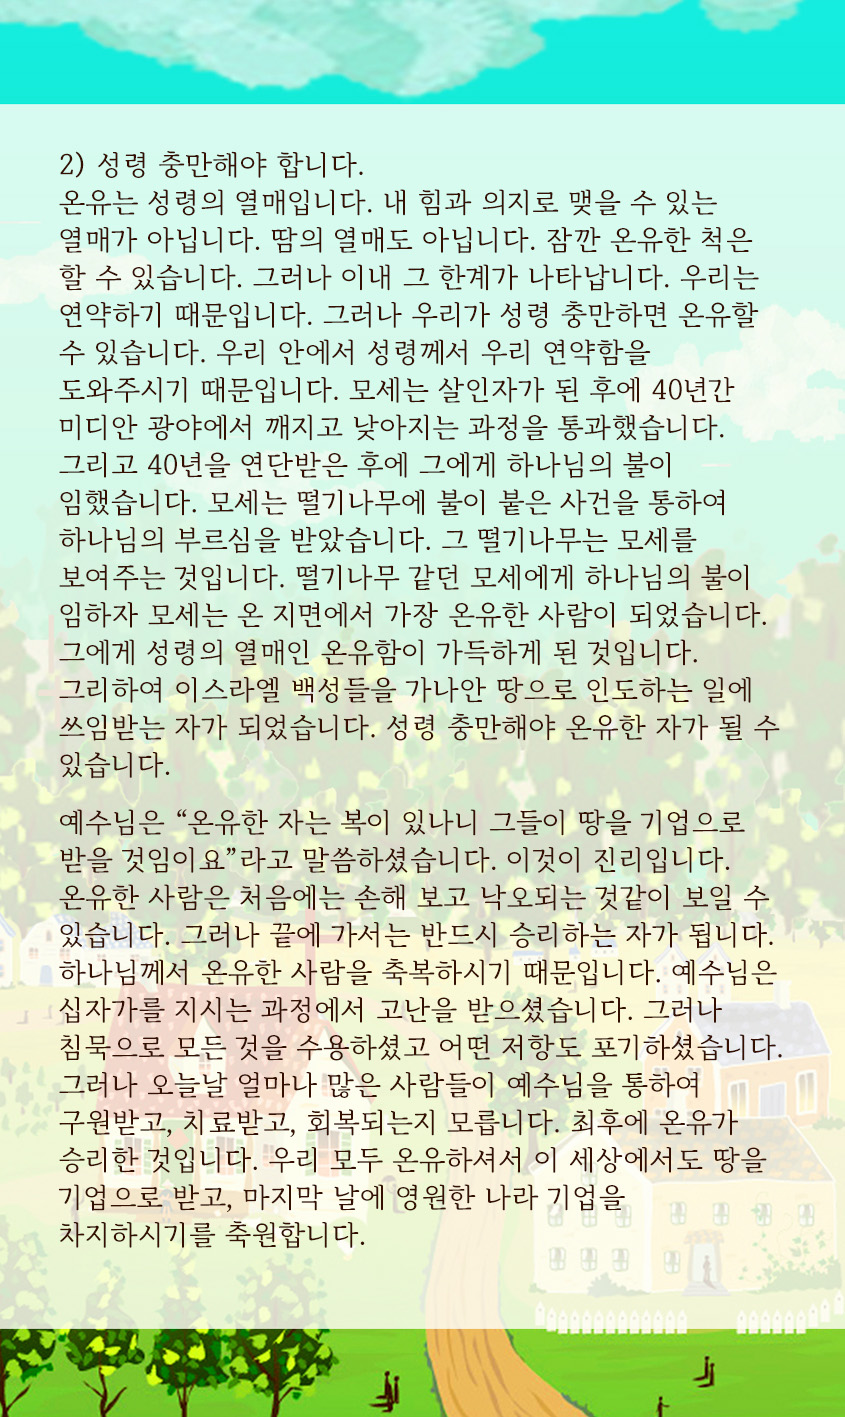 2) 성령 충만해야 합니다.
온유는 성령의 열매입니다. 내 힘과 의지로 맺을 수 있는
열매가 아닙니다. 땀의 열매도 아닙니다. 잠깐 온유한 척은
할 수 있습니다. 그러나 이내 그 한계가 나타납니다. 우리는
연약하기 때문입니다. 그러나 우리가 성령 충만하면 온유할
수 있습니다. 우리 안에서 성령께서 우리 연약함을
도와주시기 때문입니다. 모세는 살인자가 된 후에 40년간
미디안 광야에서 깨지고 낮아지는 과정을 통과했습니다.
그리고 40년을 연단받은 후에 그에게 하나님의 불이
임했습니다. 모세는 떨기나무에 불이 붙은 사건을 통하여
하나님의 부르심을 받았습니다. 그 떨기나무는 모세를
보여주는 것입니다. 떨기나무 같던 모세에게 하나님의 불이
임하자 모세는 온 지면에서 가장 온유한 사람이 되었습니다.
그에게 성령의 열매인 온유함이 가득하게 된 것입니다.
그리하여 이스라엘 백성들을 가나안 땅으로 인도하는 일에
쓰임받는 자가 되었습니다. 성령 충만해야 온유한 자가 될 수
있습니다.
예수님은 “온유한 자는 복이 있나니 그들이 땅을 기업으로
받을 것임이요”라고 말씀하셨습니다. 이것이 진리입니다.
온유한 사람은 처음에는 손해 보고 낙오되는 것같이 보일 수
있습니다. 그러나 끝에 가서는 반드시 승리하는 자가 됩니다.
하나님께서 온유한 사람을 축복하시기 때문입니다. 예수님은
십자가를 지시는 과정에서 고난을 받으셨습니다. 그러나
침묵으로 모든 것을 수용하셨고 어떤 저항도 포기하셨습니다.
그러나 오늘날 얼마나 많은 사람들이 예수님을 통하여
구원받고, 치료받고, 회복되는지 모릅니다. 최후에 온유가
승리한 것입니다. 우리 모두 온유하셔서 이 세상에서도 땅을
기업으로 받고, 마지막 날에 영원한 나라 기업을
차지하시기를 축원합니다.